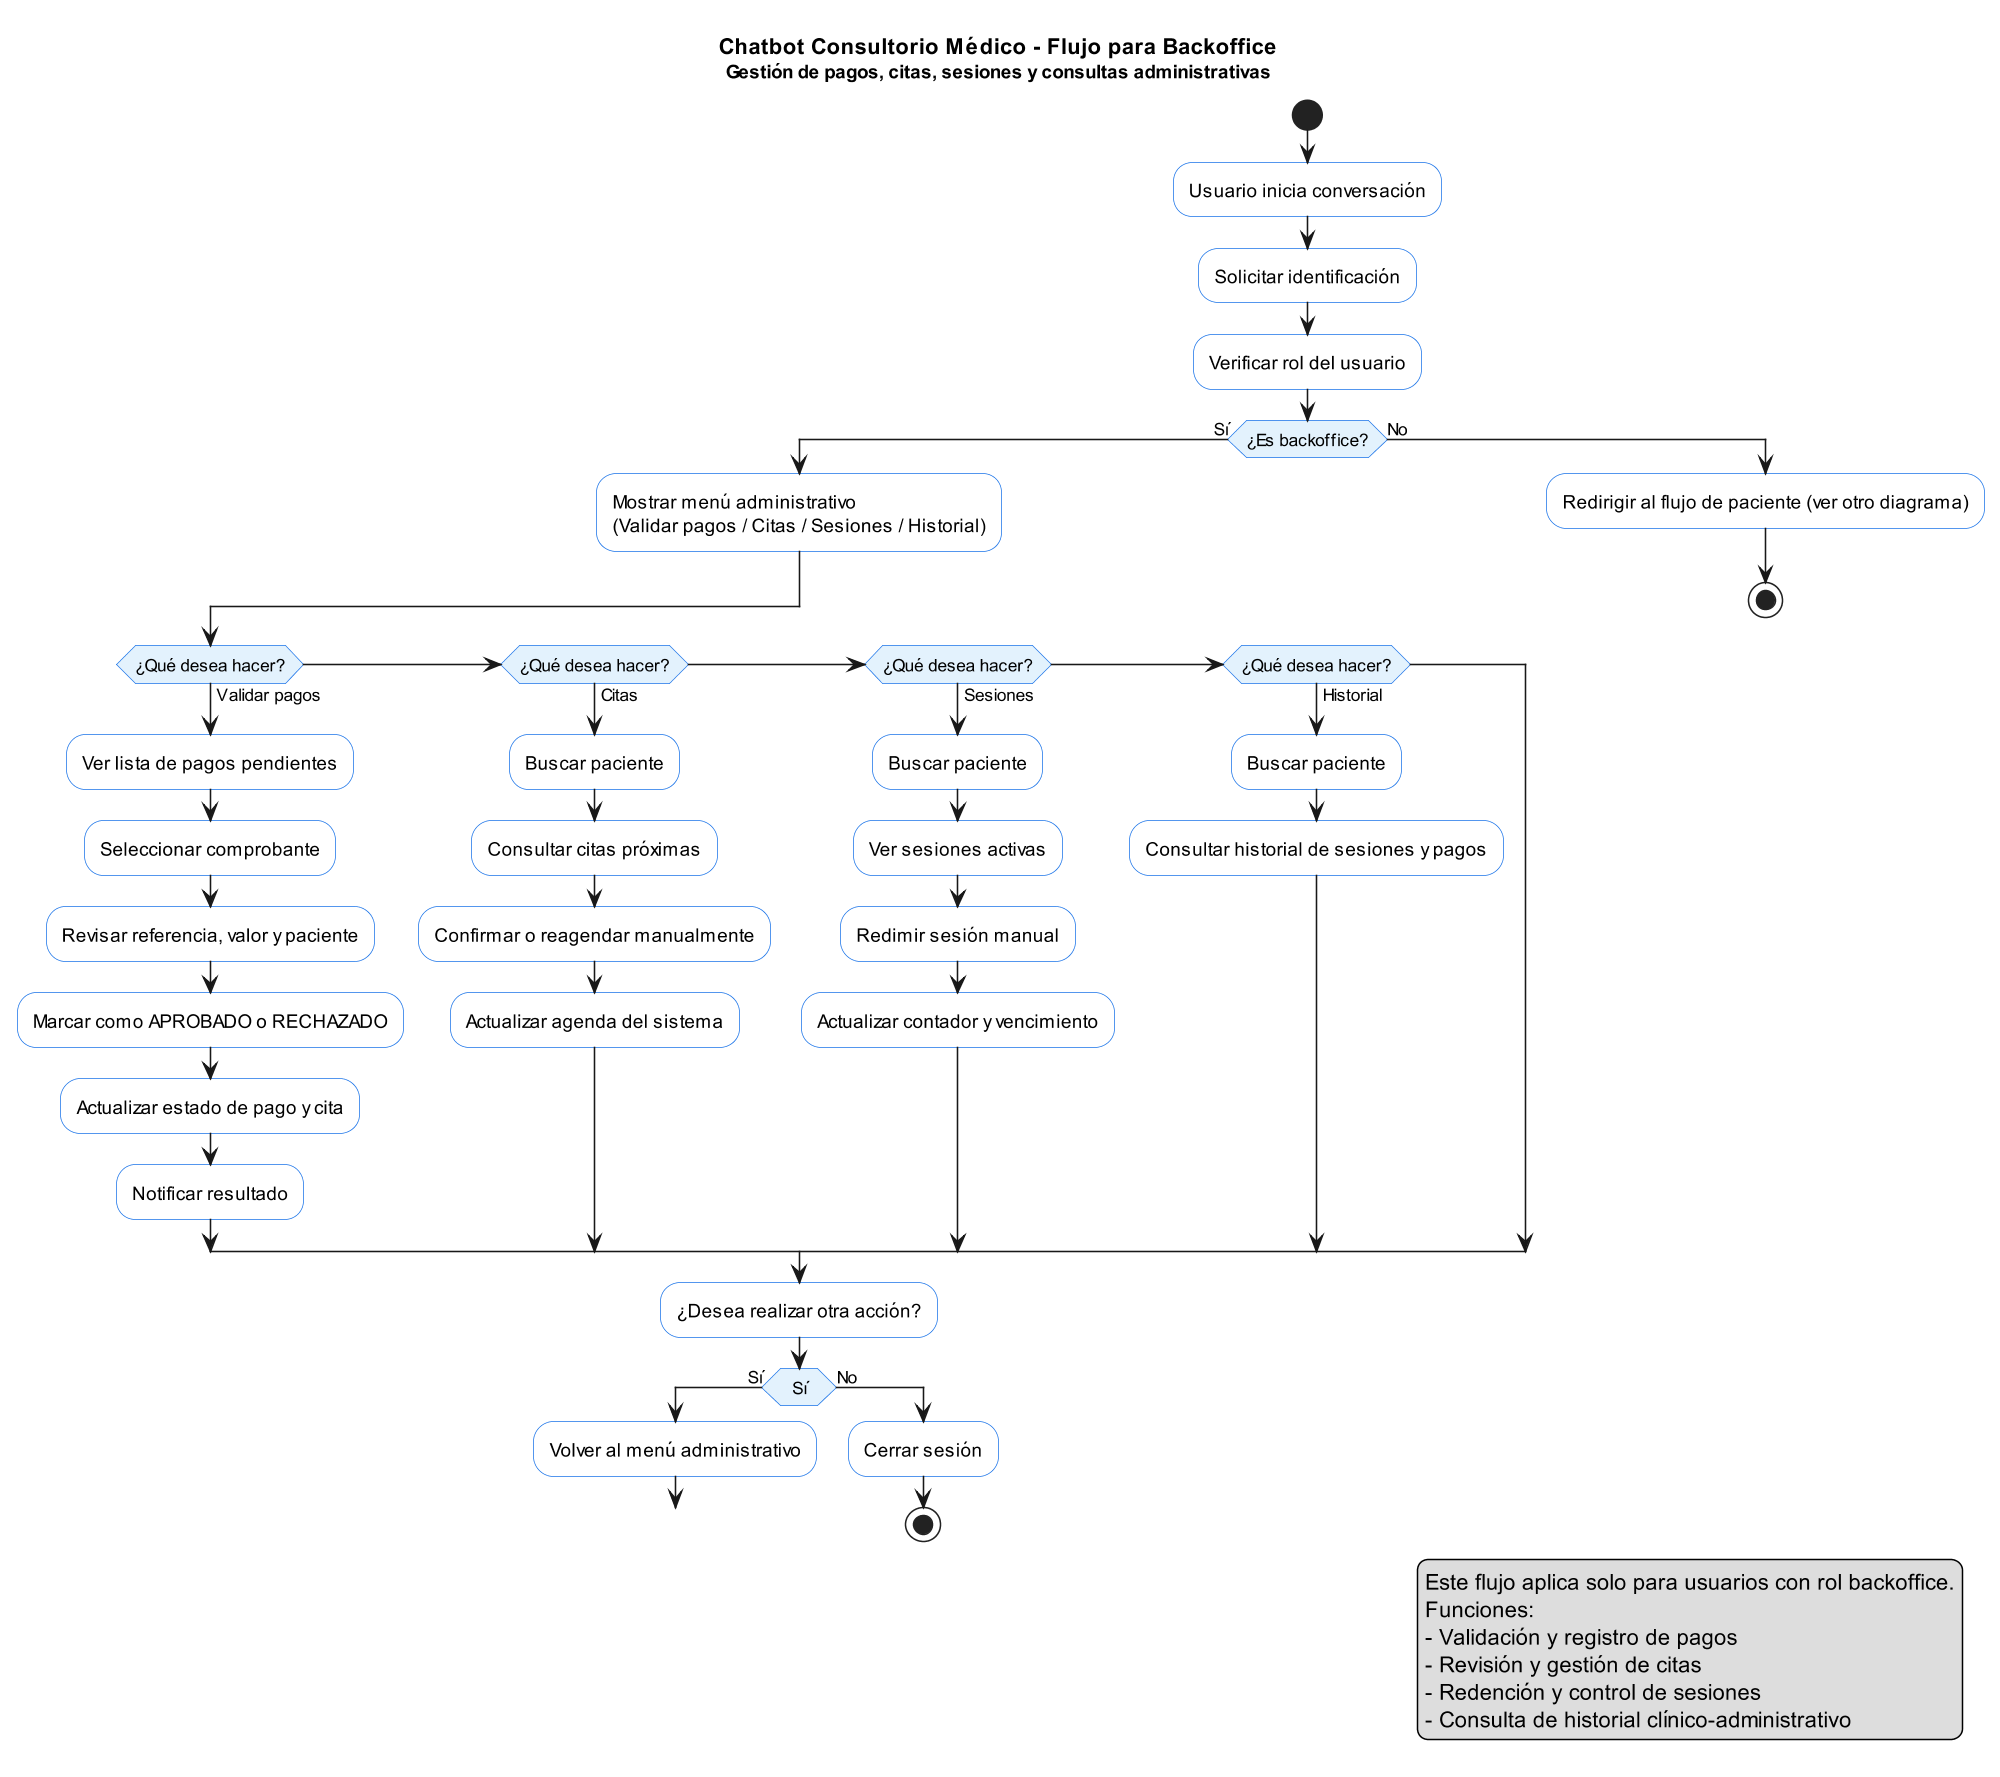 Chatbot Consultorio Médico - Flujo para Backoffice
Gestión de pagos, citas, sesiones y consultas administrativas
Usuario inicia conversación
Solicitar identificación
Verificar rol del usuario
¿Es backoffice?
Sí
No
Mostrar menú administrativo
(Validar pagos / Citas / Sesiones / Historial)
Redirigir al flujo de paciente (ver otro diagrama)
¿Qué desea hacer?
Validar pagos
Ver lista de pagos pendientes
Seleccionar comprobante
Revisar referencia, valor y paciente
Marcar como APROBADO o RECHAZADO
Actualizar estado de pago y cita
Notificar resultado
¿Qué desea hacer?
Citas
Buscar paciente
Consultar citas próximas
Confirmar o reagendar manualmente
Actualizar agenda del sistema
¿Qué desea hacer?
Sesiones
Buscar paciente
Ver sesiones activas
Redimir sesión manual
Actualizar contador y vencimiento
¿Qué desea hacer?
Historial
Buscar paciente
Consultar historial de sesiones y pagos
¿Desea realizar otra acción?
Sí
Sí
No
Volver al menú administrativo
Cerrar sesión
Este flujo aplica solo para usuarios con rol backoffice.
Funciones:
- Validación y registro de pagos
- Revisión y gestión de citas
- Redención y control de sesiones
- Consulta de historial clínico-administrativo